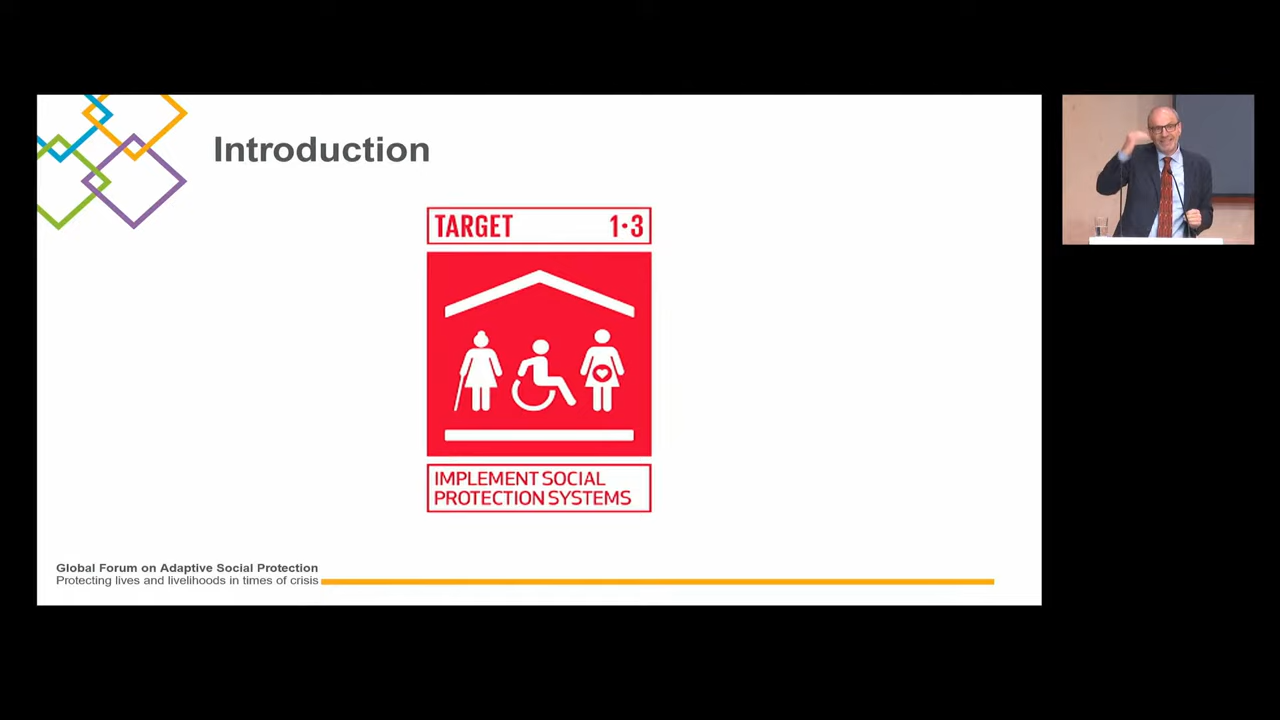 Introduction
TARGET 1.3
IMPLEMENT SOCIAL
PROTECTION SYSTEMS
Global Forum on Adaptive Social Protection
Protecting lives and livelihoods in times of crisis